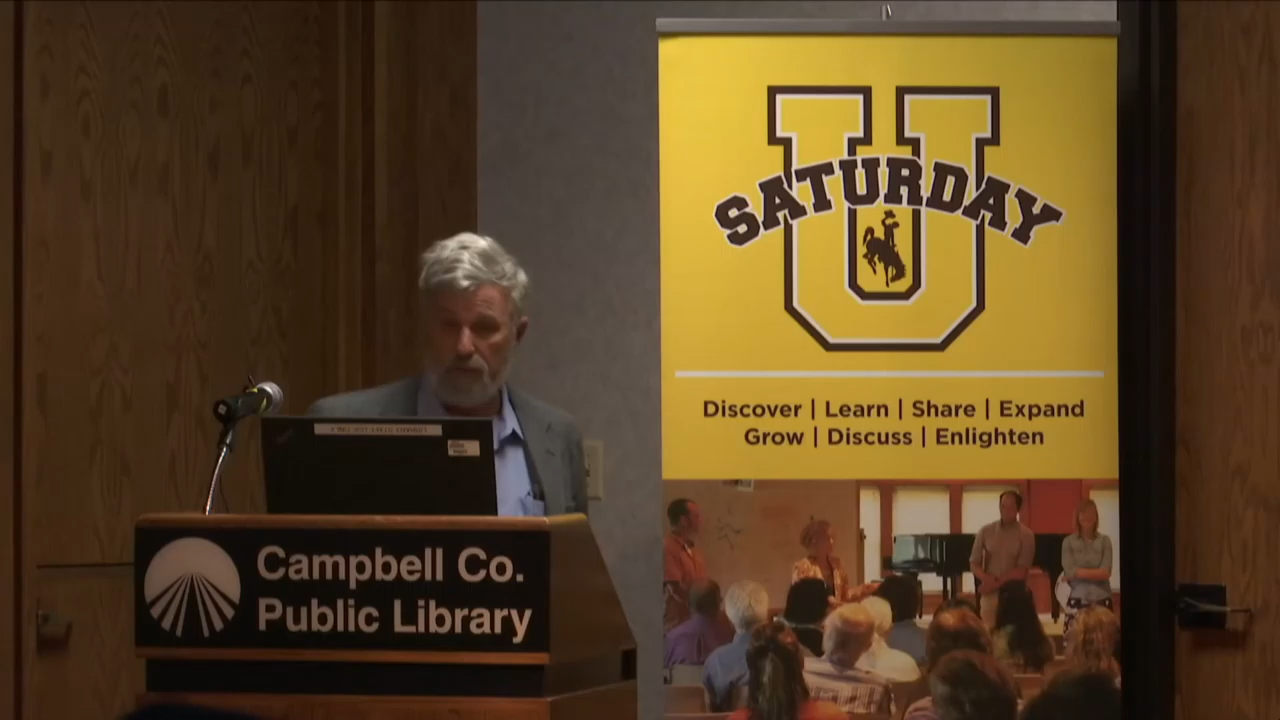 U
SATURDAY
Discover | Learn | Share | Expand
Grow | Discuss | Enlighten
Campbell Co.
Public Library